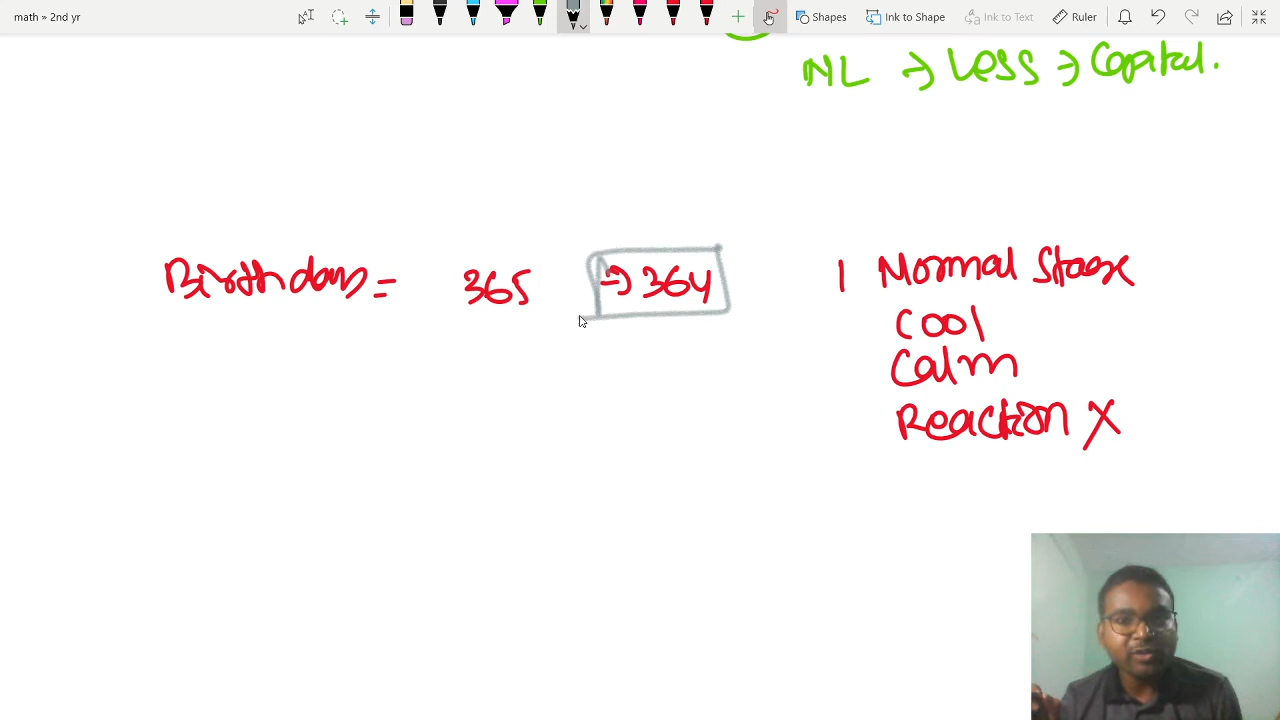 math » 2nd yr
Shapes Ink to Shape Ink to Text Ruler
NL → Less → Capital.
Birthdays = 365 → 364 1 Normal Stage
Cool
Calm
Reaction X